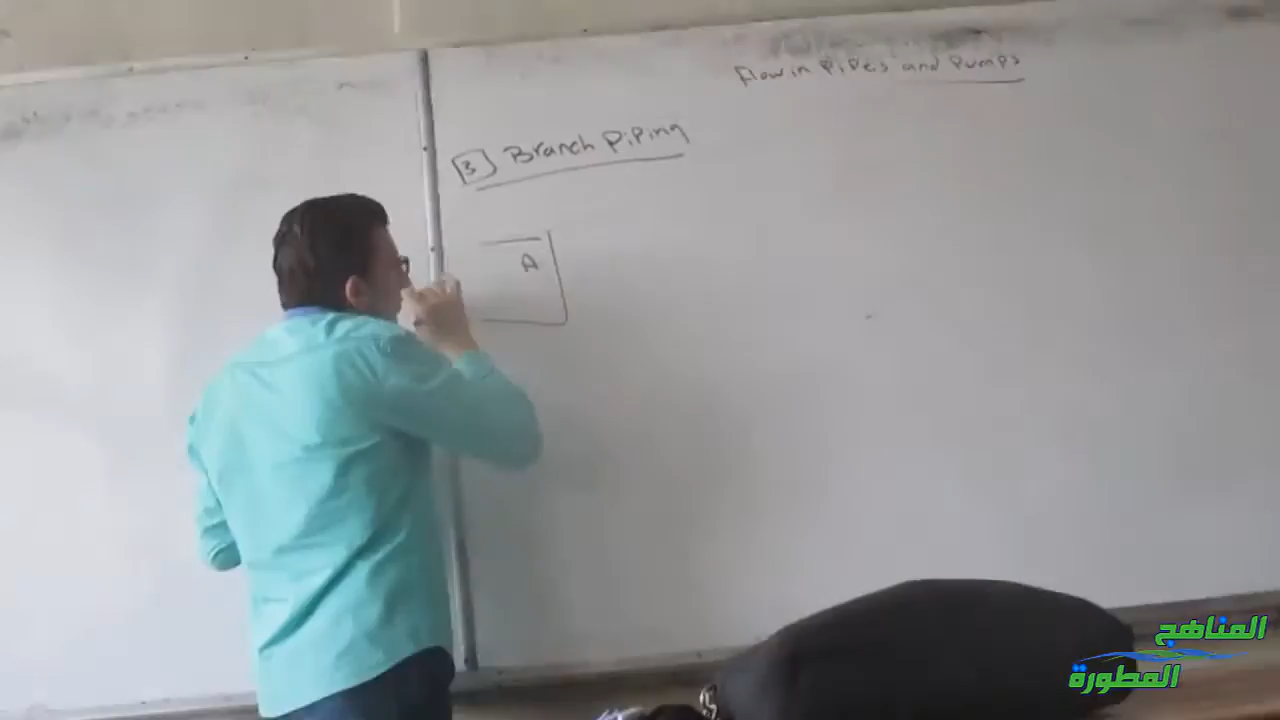 Flow in Pipes and Pumps
3 Branch Piping
A
المناهج
المطورة